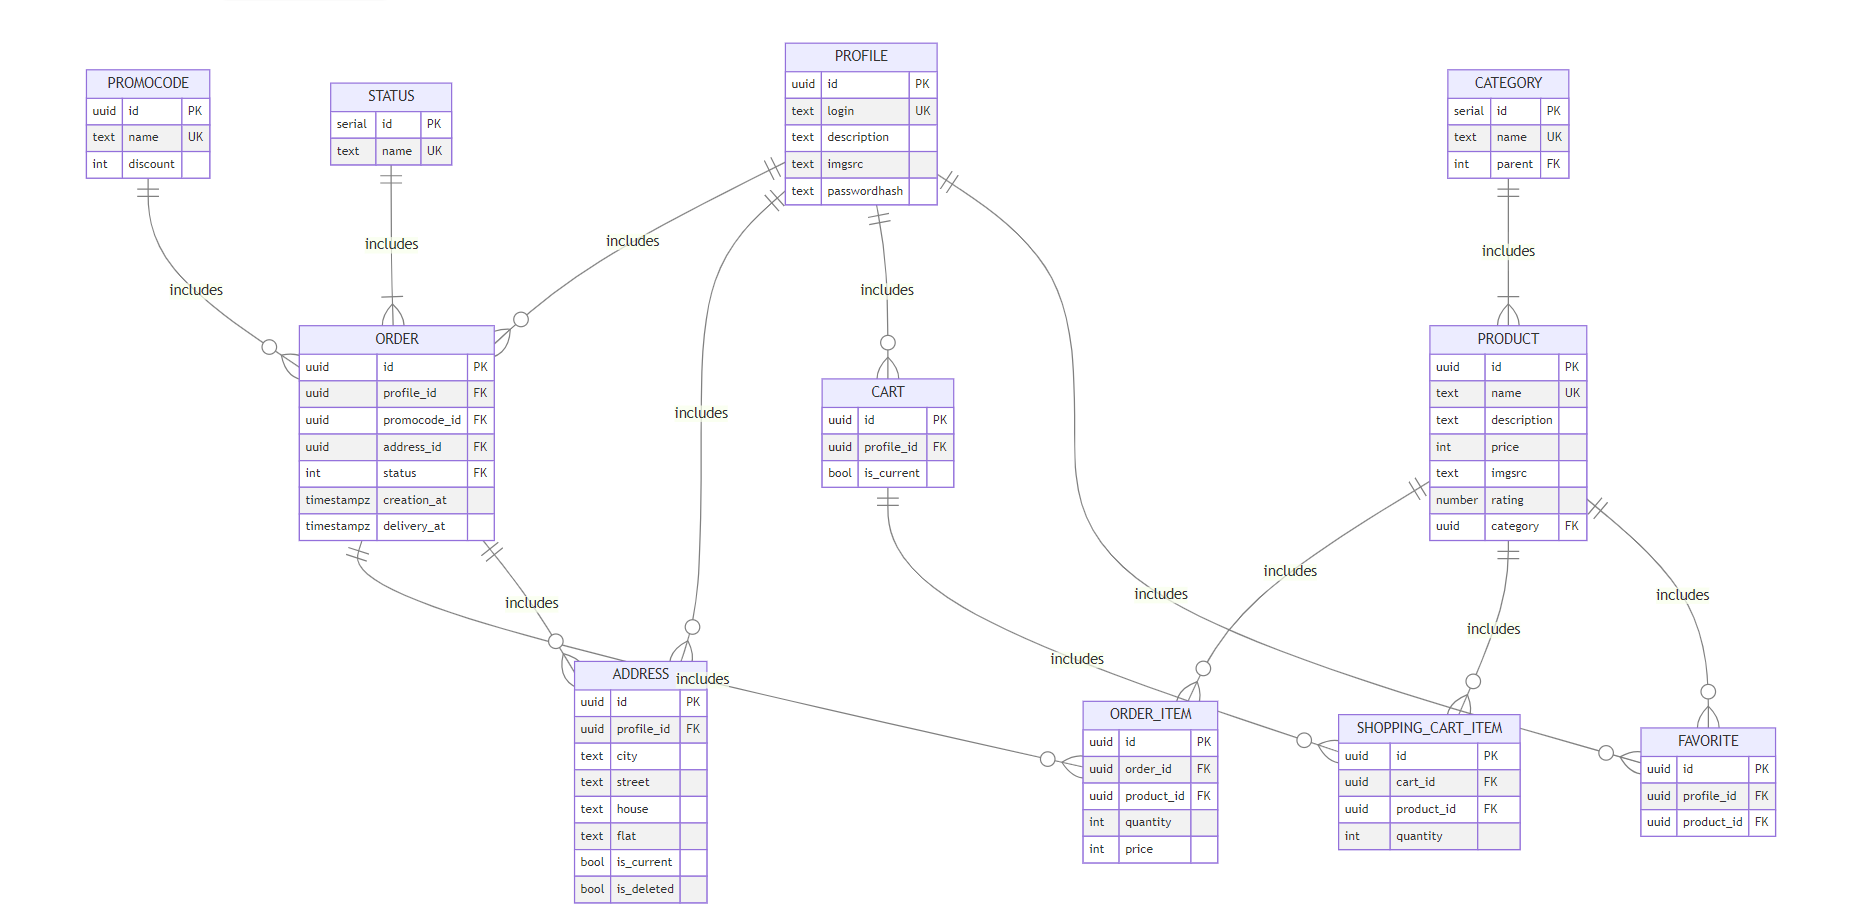 PROMOCODE
uuid id PK
text name UK
int discount
STATUS
serial id PK
text name UK
PROFILE
uuid id PK
text login UK
text description
text imgsrc
text passwordhash
CATEGORY
serial id PK
text name UK
int parent FK
includes
includes
includes
includes
includes
includes
ORDER
uuid id PK
uuid profile_id FK
uuid promocode_id FK
uuid address_id FK
int status FK
timestampz creation_at
timestampz delivery_at
CART
uuid id PK
uuid profile_id FK
bool is_current
PRODUCT
uuid id PK
text name UK
text description
int price
text imgsrc
number rating
uuid category FK
includes
includes
includes
includes
includes
includes
includes
ADDRESS
uuid id PK
uuid profile_id FK
text city
text street
text house
text flat
bool is_current
bool is_deleted
ORDER_ITEM
uuid id PK
uuid order_id FK
uuid product_id FK
int quantity
int price
SHOPPING_CART_ITEM
uuid id PK
uuid cart_id FK
uuid product_id FK
int quantity
FAVORITE
uuid id PK
uuid profile_id FK
uuid product_id FK